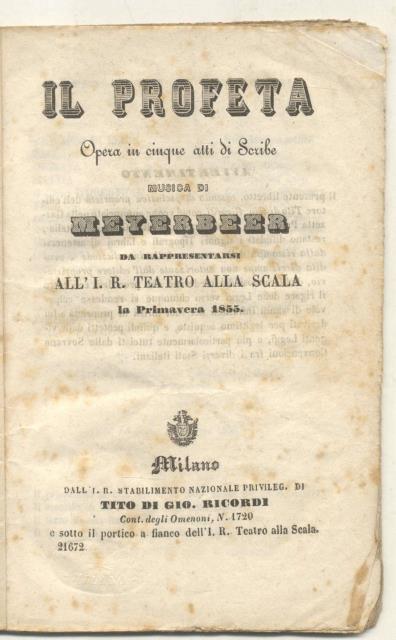 IL PROFETA
Opera in cinque atti di Scribe
MUSICA DI
MEYERBEER
DA RAPPRESENTARSI
ALL' I. R. TEATRO ALLA SCALA
la Primavera 1855.
Milano
DALL'I. R. STABILIMENTO NAZIONALE PRIVILEG. DI
TITO DI GIO. RICORDI
Cont. degli Omenoni, N. 1720
e sotto il portico a fianco dell'I. R. Teatro alla Scala.
21672